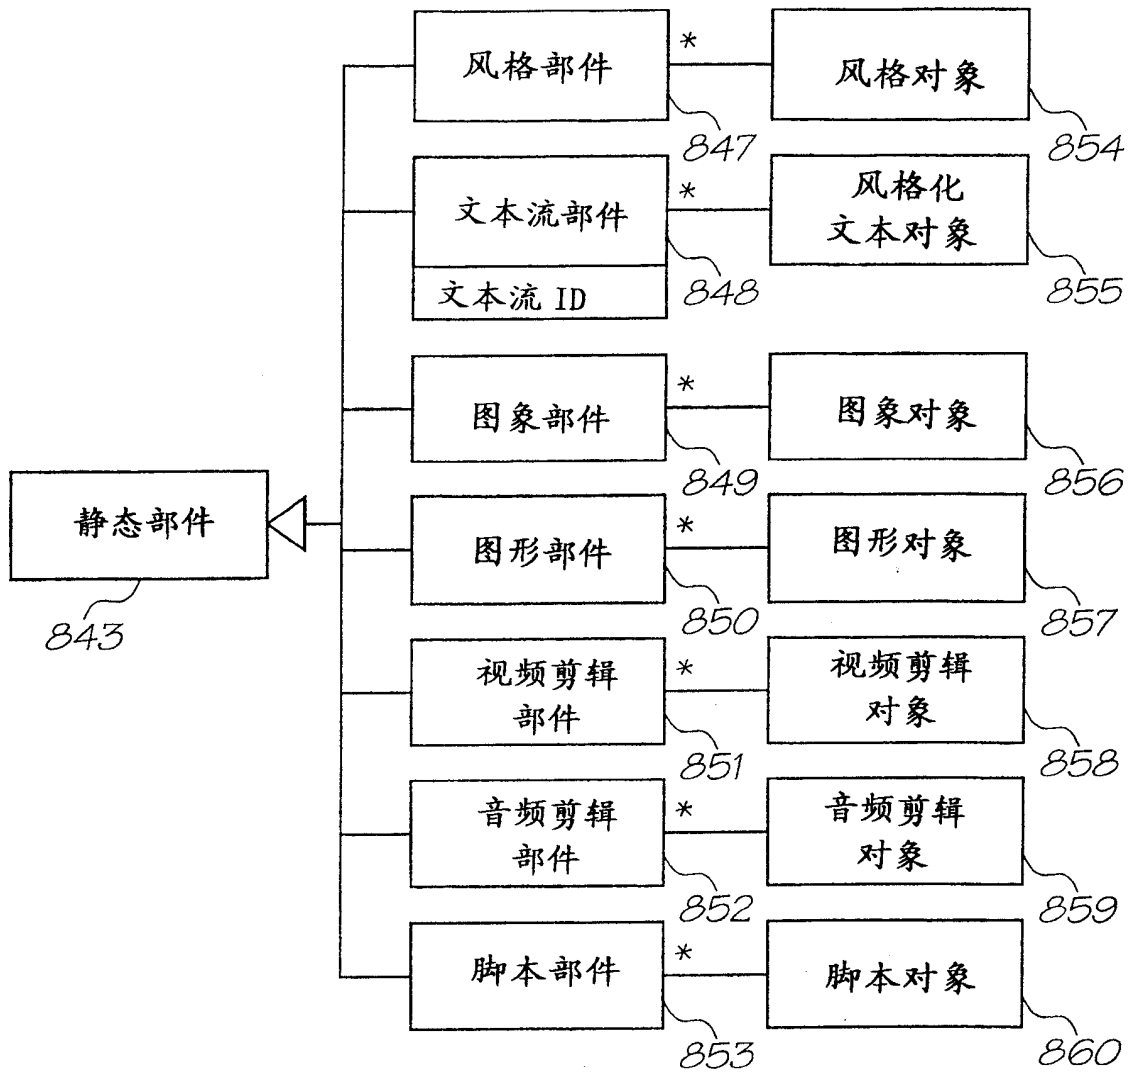 风格部件
*
风格对象
847
854
文本流部件
*
风格化
文本对象
848
855
文本流 ID
图象部件
*
图象对象
849
856
静态部件
843
图形部件
*
图形对象
850
857
视频剪辑
部件
*
视频剪辑
对象
851
858
音频剪辑
部件
*
音频剪辑
对象
852
859
脚本部件
*
脚本对象
853
860